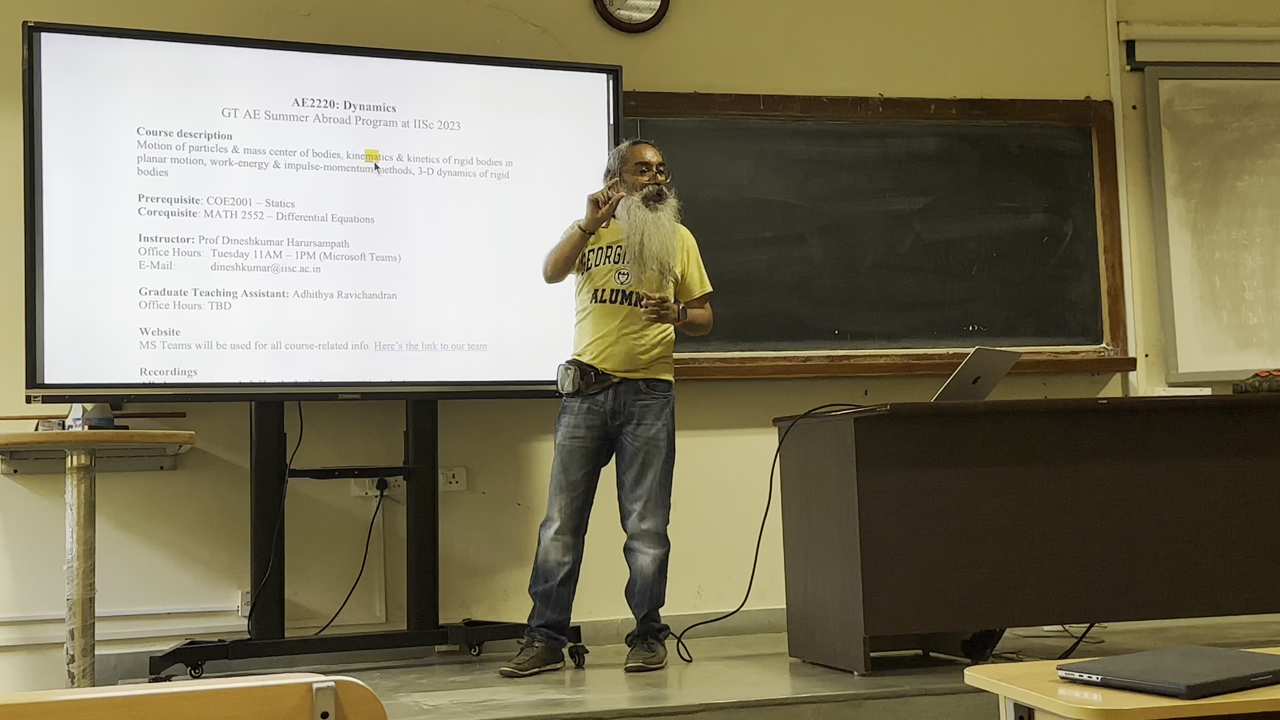 AE2220: Dynamics
GT AE Summer Abroad Program at IISc 2023
Course description
Motion of particles & mass center of bodies, kinematics & kinetics of rigid bodies in
planar motion, work-energy & impulse-momentum methods, 3-D dynamics of rigid
bodies
Prerequisite: COE2001 – Statics
Corequisite: MATH 2552 – Differential Equations
Instructor: Prof Dineshkumar Harursampath
Office Hours: Tuesday 11AM – 1PM (Microsoft Teams)
E-Mail: dineshkumar@iisc.ac.in
Graduate Teaching Assistant: Adhithya Ravichandran
Office Hours: TBD
Website
MS Teams will be used for all course-related info. Here's the link to our team
Recordings
GEORGI
ALUMN